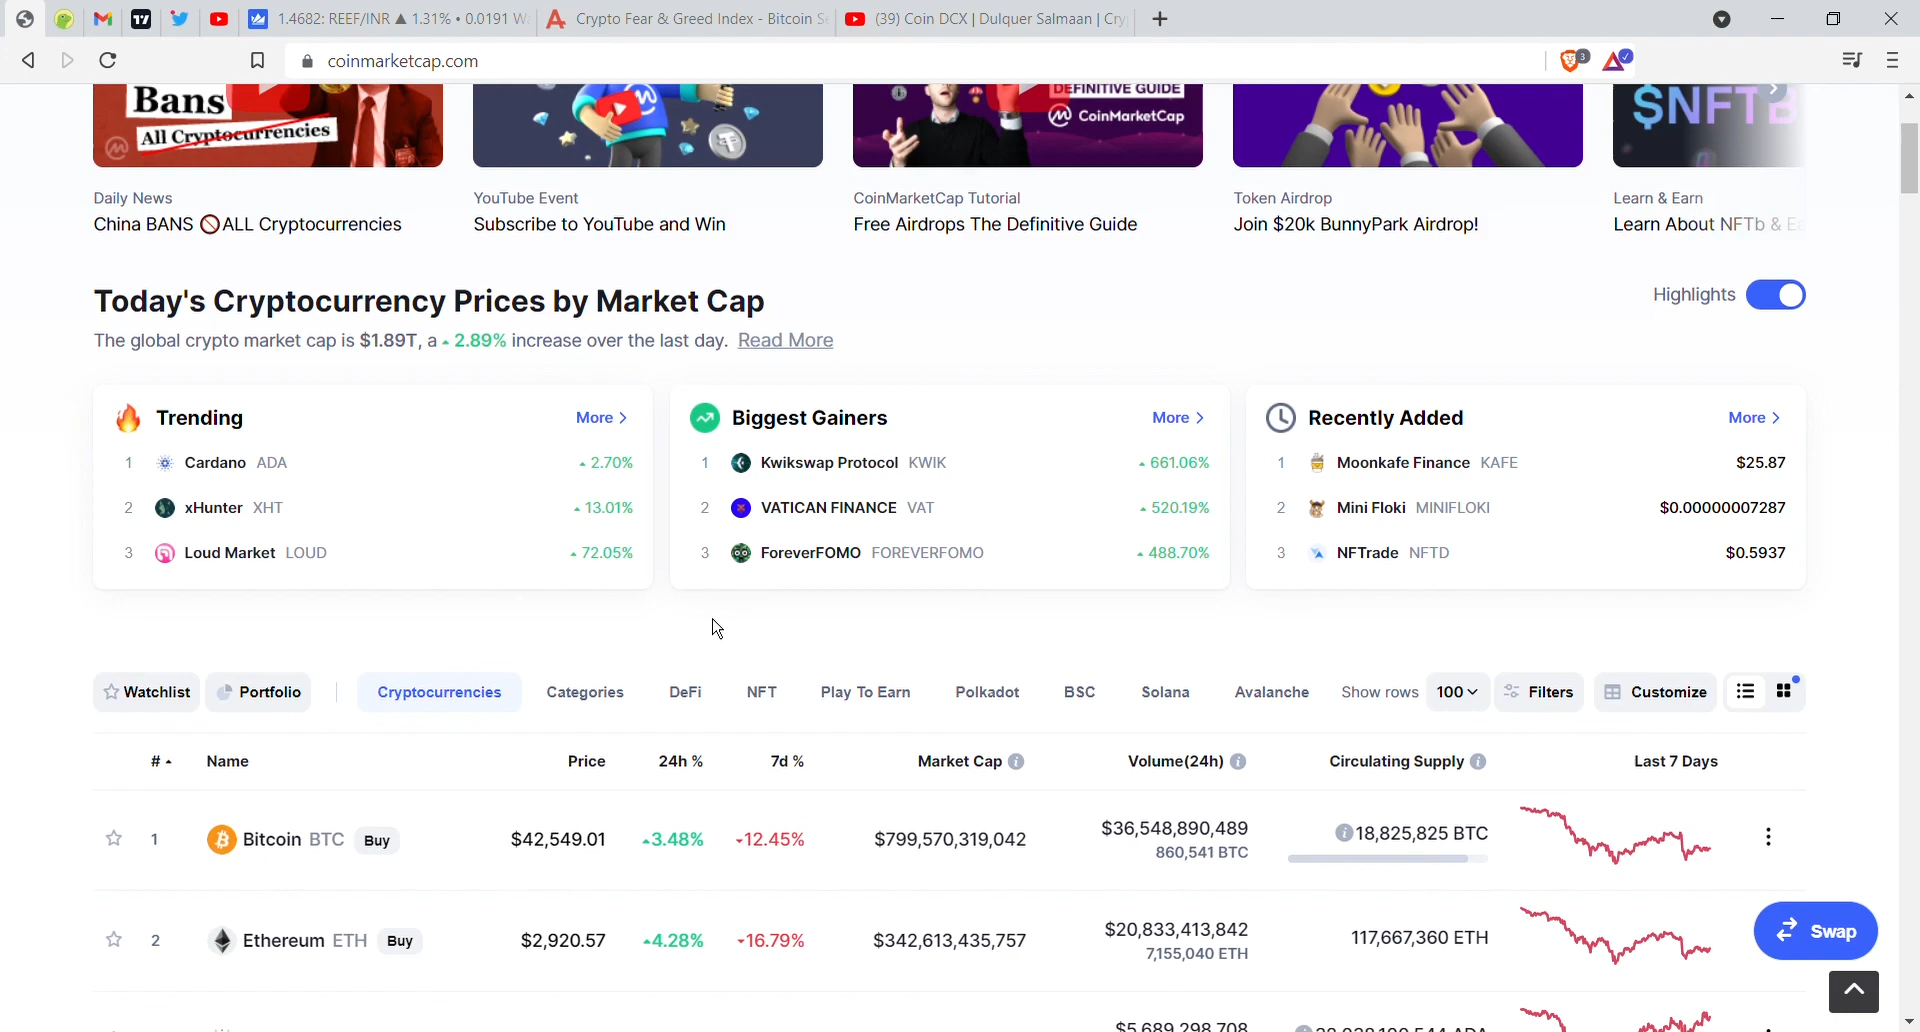 1.4682: REEF/INR ▲ 1.31% • 0.0191 W
Crypto Fear & Greed Index - Bitcoin S
(39) Coin DCX | Dulquer Salmaan | Cry
coinmarketcap.com
3
Bans
All Cryptocurrencies
DEFINITIVE GUIDE
CoinMarketCap
$NFTB
Daily News
YouTube Event
CoinMarketCap Tutorial
Token Airdrop
Learn & Earn
China BANS 🚫ALL Cryptocurrencies
Subscribe to YouTube and Win
Free Airdrops The Definitive Guide
Join $20k BunnyPark Airdrop!
Learn About NFTb & Ea
Today's Cryptocurrency Prices by Market Cap
Highlights
The global crypto market cap is $1.89T, a ▲ 2.89% increase over the last day. Read More
Trending More >
1 Cardano ADA ▲ 2.70%
2 xHunter XHT ▲ 13.01%
3 Loud Market LOUD ▲ 72.05%
Biggest Gainers More >
1 Kwikswap Protocol KWIK ▲ 661.06%
2 VATICAN FINANCE VAT ▲ 520.19%
3 ForeverFOMO FOREVERFOMO ▲ 488.70%
Recently Added More >
1 Moonkafe Finance KAFE $25.87
2 Mini Floki MINIFLOKI $0.00000007287
3 NFTrade NFTD $0.5937
Watchlist Portfolio Cryptocurrencies Categories DeFi NFT Play To Earn Polkadot BSC Solana Avalanche Show rows 100 Filters Customize
# Name Price 24h % 7d % Market Cap Volume(24h) Circulating Supply Last 7 Days
1 Bitcoin BTC Buy $42,549.01 ▲3.48% ▾12.45% $799,570,319,042 $36,548,890,489 18,825,825 BTC
860,541 BTC
2 Ethereum ETH Buy $2,920.57 ▲4.28% ▾16.79% $342,613,435,757 $20,833,413,842 117,667,360 ETH
7,155,040 ETH
Swap
$5,689,298,708